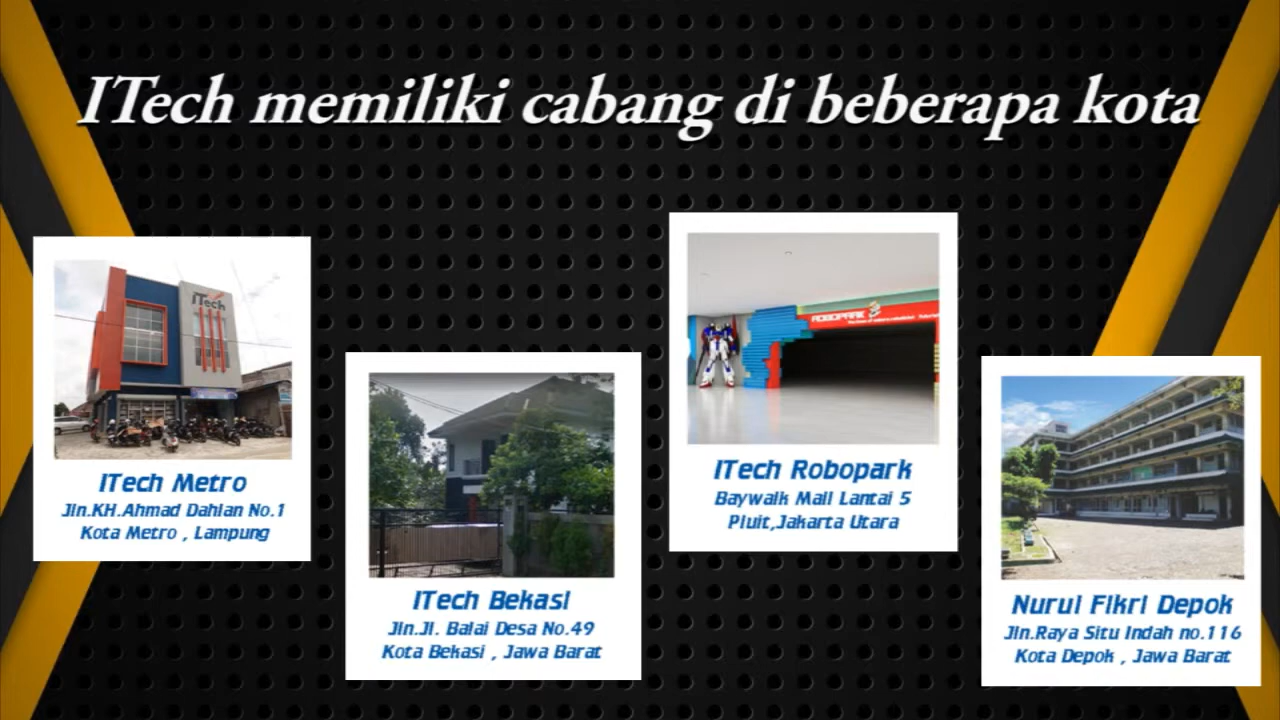 ITech memiliki cabang di beberapa kota
ITech
ITech Metro
Jln.KH.Ahmad Dahlan No.1
Kota Metro , Lampung
ITech Bekasi
Jln.Jl. Balai Desa No.49
Kota Bekasi , Jawa Barat
ROBOPARK
ITech Robopark
Baywalk Mall Lantai 5
Pluit,Jakarta Utara
Nurul Fikri Depok
Jln.Raya Situ Indah no.116
Kota Depok , Jawa Barat